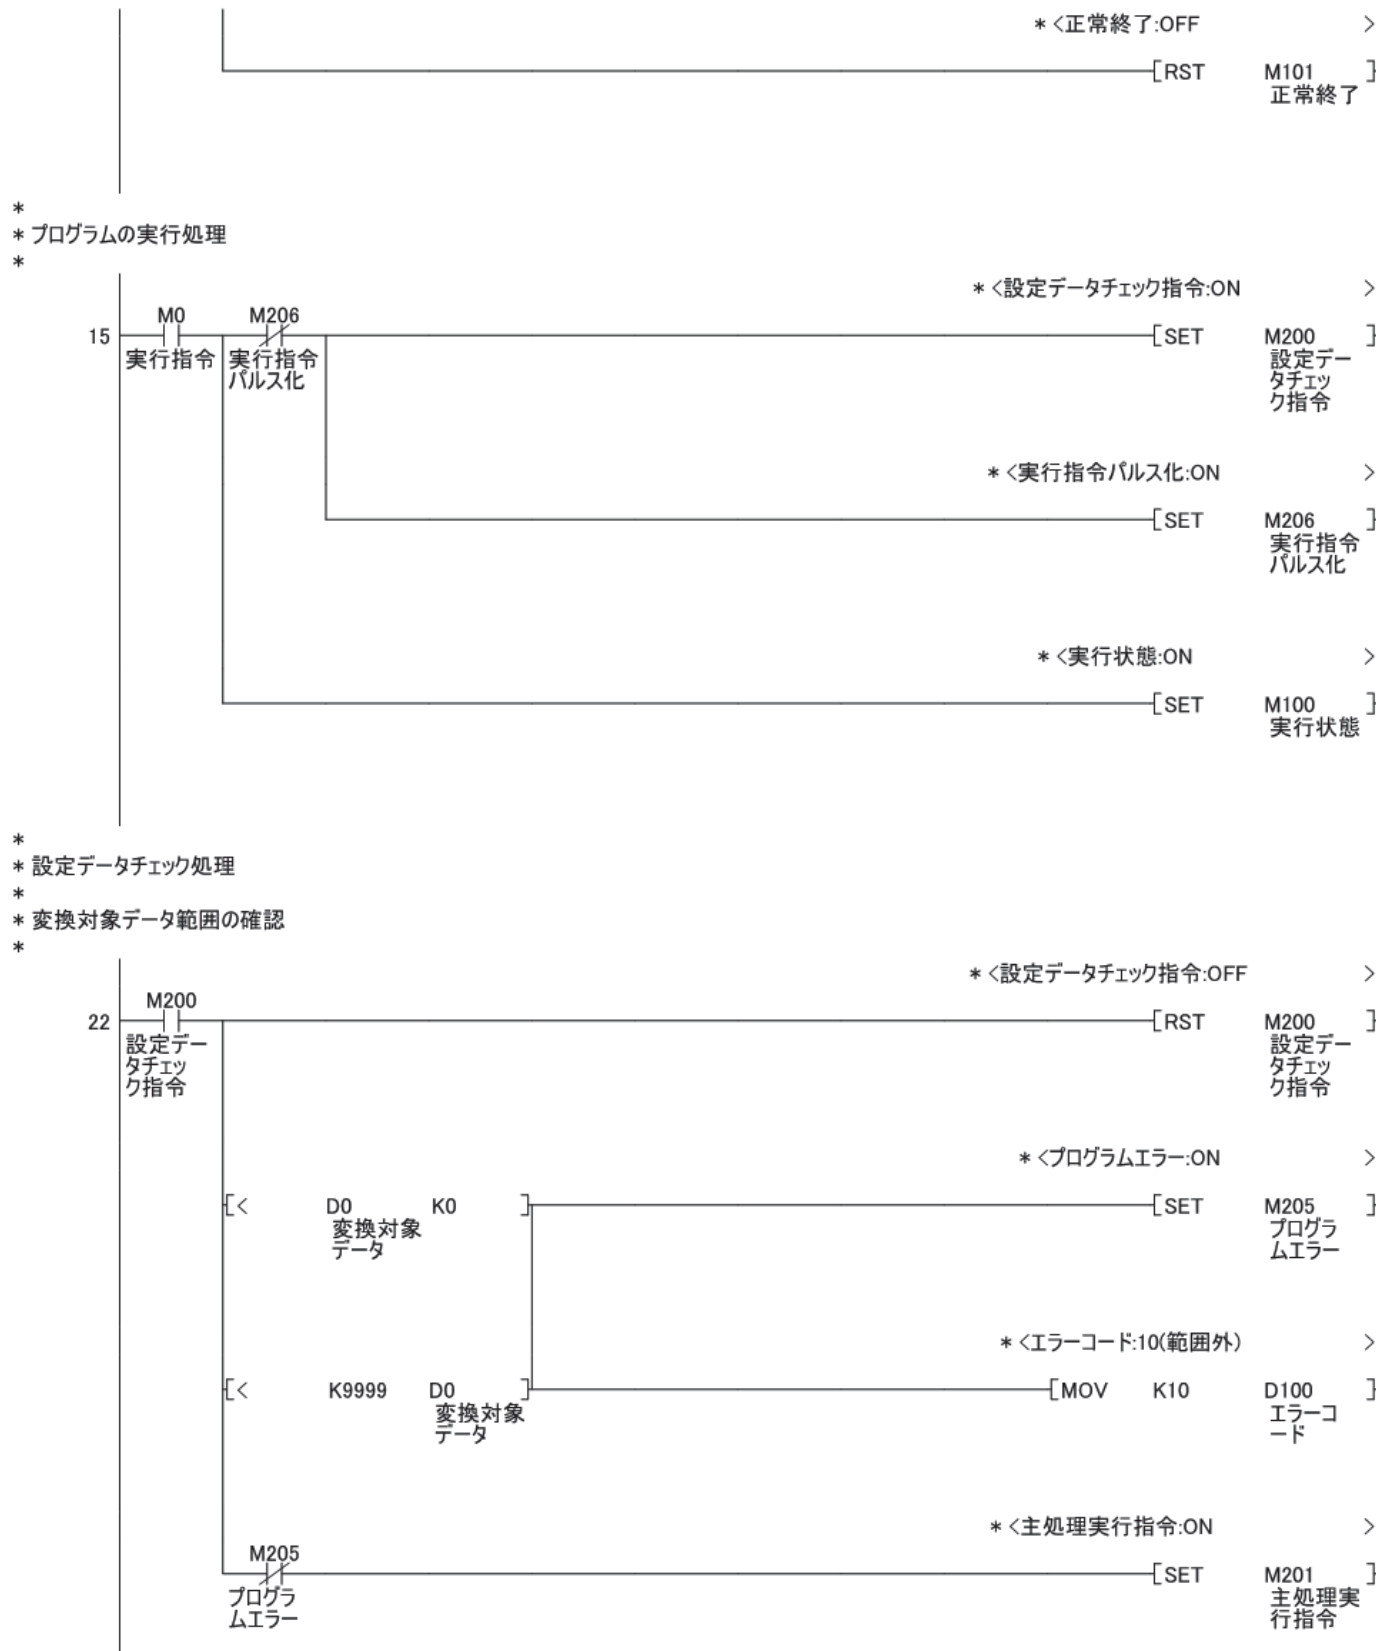 * <正常終了:OFF >
[RST M101 ]
正常終了
*
* プログラムの実行処理
*
* <設定データチェック指令:ON >
M0 M206
15 [SET M200 ]
実行指令 実行指令 設定デー
パルス化 タチェッ
ク指令
* <実行指令パルス化:ON >
[SET M206 ]
実行指令
パルス化
* <実行状態:ON >
[SET M100 ]
実行状態
*
* 設定データチェック処理
*
* 変換対象データ範囲の確認
*
* <設定データチェック指令:OFF >
M200
22 [RST M200 ]
設定デー 設定デー
タチェッ タチェッ
ク指令 ク指令
* <プログラムエラー:ON >
[< D0 K0 ] [SET M205 ]
変換対象 プログラ
データ ムエラー
* <エラーコード:10(範囲外) >
[< K9999 D0 ] [MOV K10 D100 ]
変換対象 エラーコ
データ ード
* <主処理実行指令:ON >
M205
[SET M201 ]
プログラ 主処理実
ムエラー 行指令